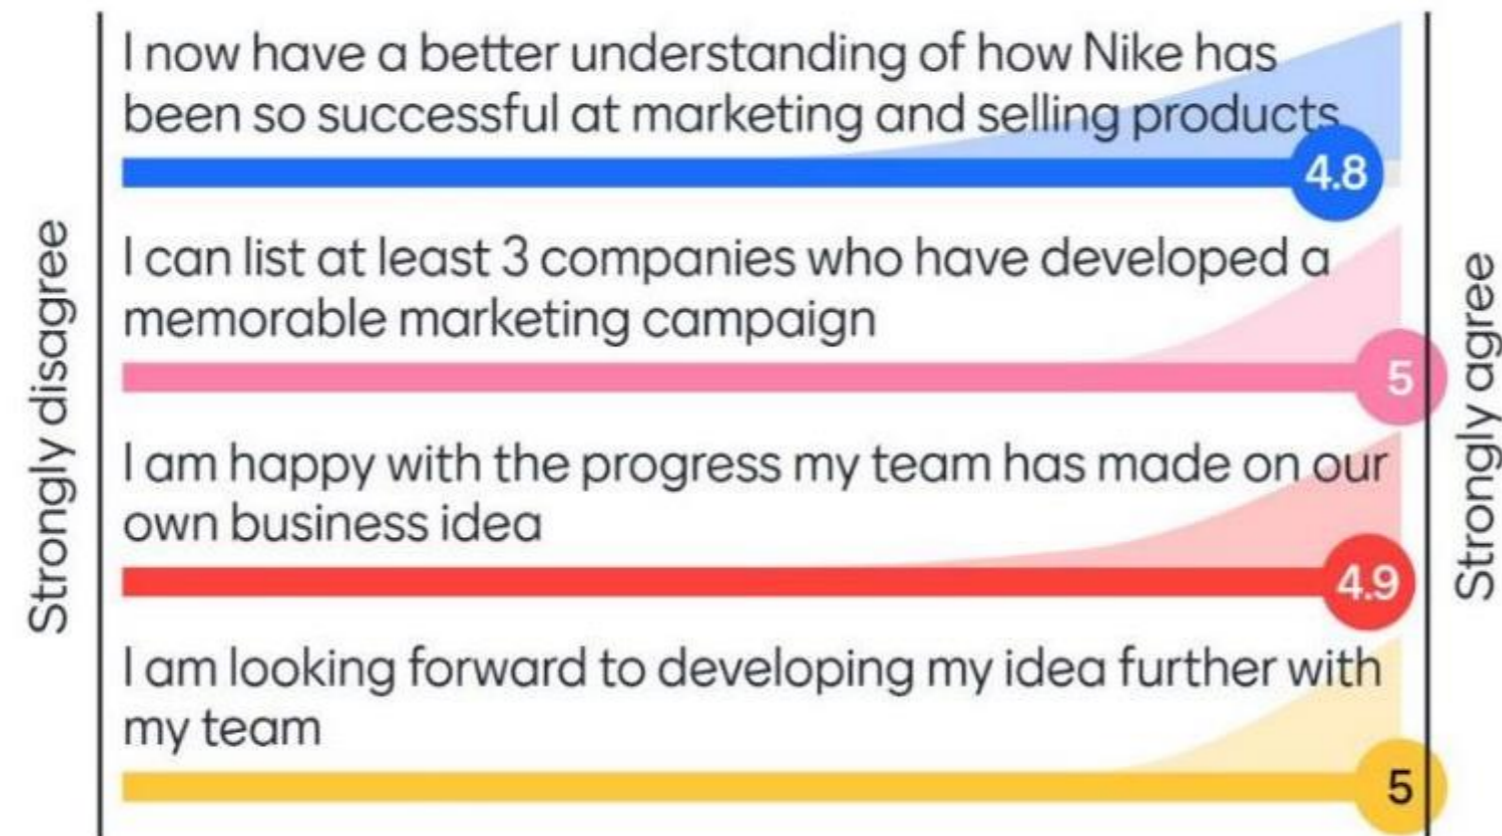 I now have a better understanding of how Nike has
been so successful at marketing and selling products
4.8
I can list at least 3 companies who have developed a
memorable marketing campaign
5
I am happy with the progress my team has made on our
own business idea
4.9
I am looking forward to developing my idea further with
my team
5
Strongly disagree
Strongly agree